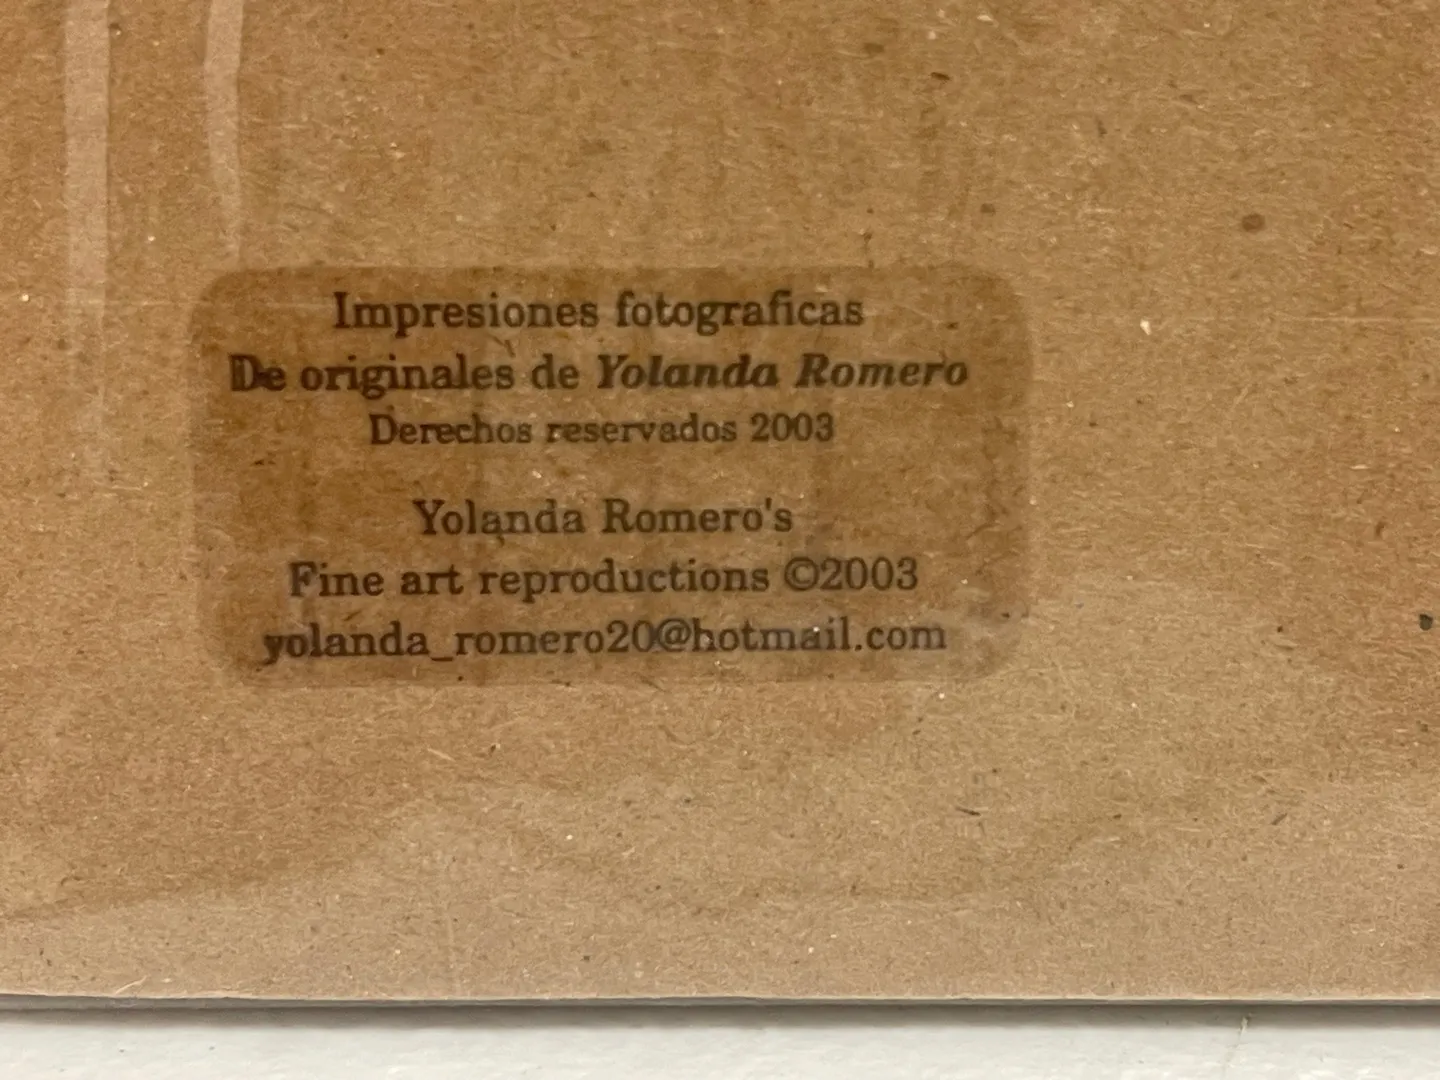 Impresiones fotograficas
De originales de Yolanda Romero
Derechos reservados 2003
Yolanda Romero's
Fine art reproductions ©2003
yolanda_romero20@hotmail.com